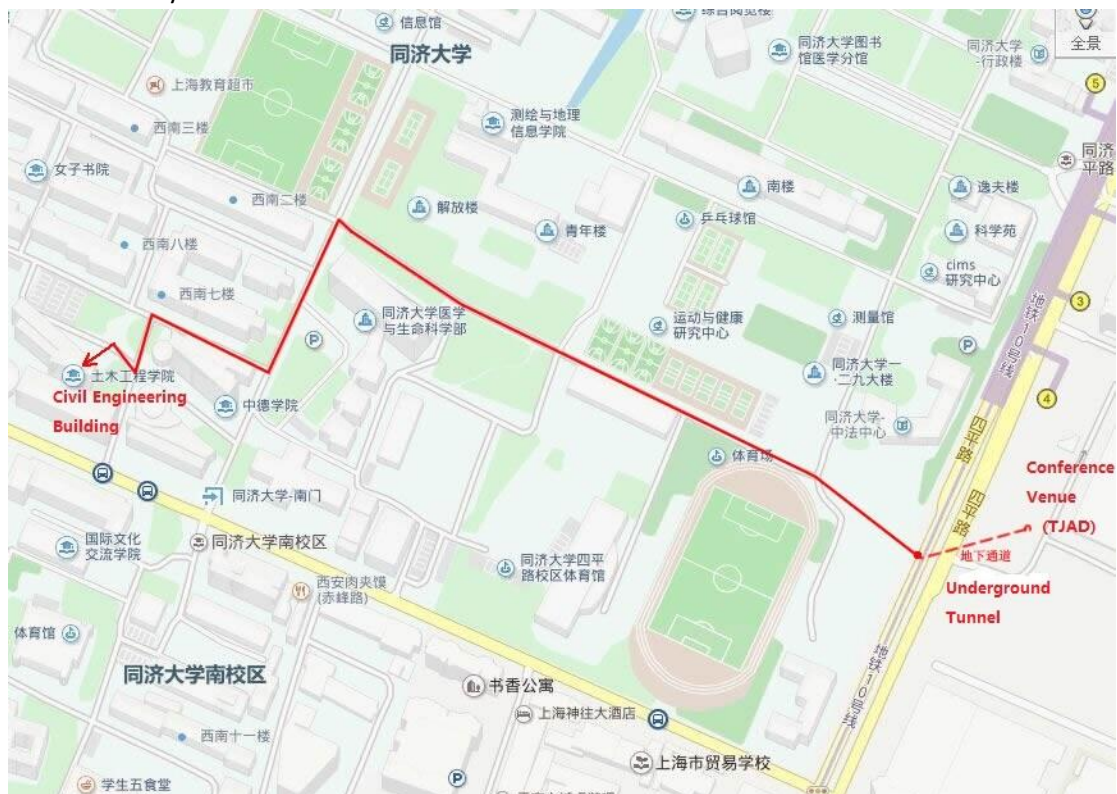 信息馆
综合阅览楼
全景
同济大学
同济大学图书
馆医学分馆
同济大学
-行政楼
上海教育超市
5
测绘与地理
信息学院
西南三楼
同济
平路
女子书院
南楼
逸夫楼
西南二楼
解放楼
乒乓球馆
青年楼
科学苑
西南八楼
cims
研究中心
西南七楼
3
地铁10号线
同济大学医学
与生命科学部
运动与健康
研究中心
测量馆
P
P
土木工程学院
同济大学一
·二九大楼
Civil Engineering
Building
中德学院
4
同济大学-
中法中心
四平路
体育场
Conference
Venue
(TJAD)
同济大学-南门
四平路
国际文化
交流学院
同济大学南校区
地下通道
同济大学四平
路校区体育馆
西安肉夹馍
(赤峰路)
Underground
Tunnel
体育馆
地铁10号线
同济大学南校区
书香公寓
上海神往大酒店
西南十一楼
上海市贸易学校
P
学生五食堂